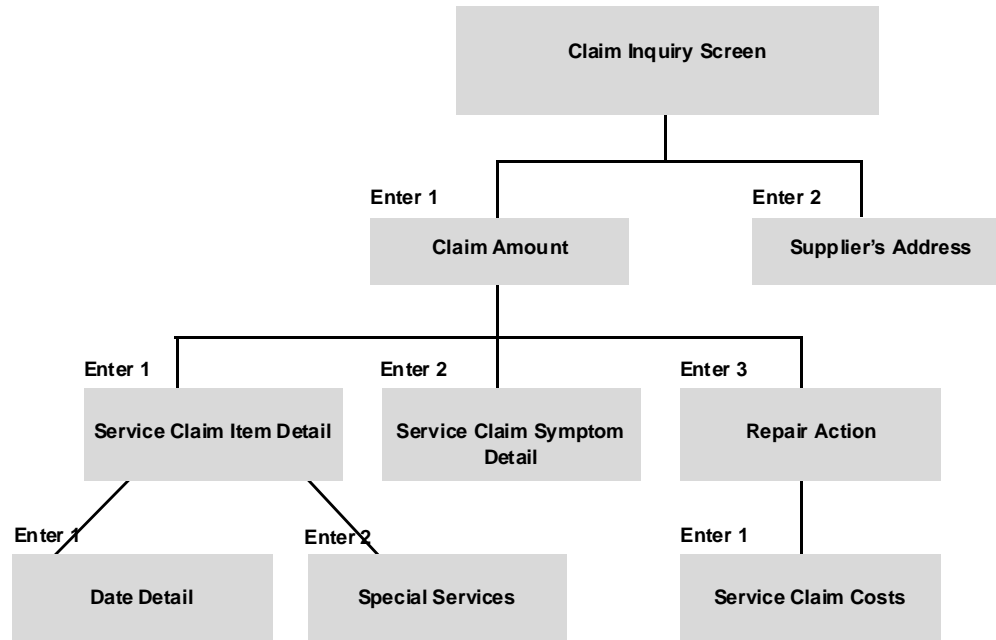 Claim Inquiry Screen
Enter 1
Enter 2
Claim Amount
Supplier's Address
Enter 1
Enter 2
Enter 3
Service Claim Item Detail
Service Claim Symptom
Detail
Repair Action
Enter 1
Enter 2
Enter 1
Date Detail
Special Services
Service Claim Costs